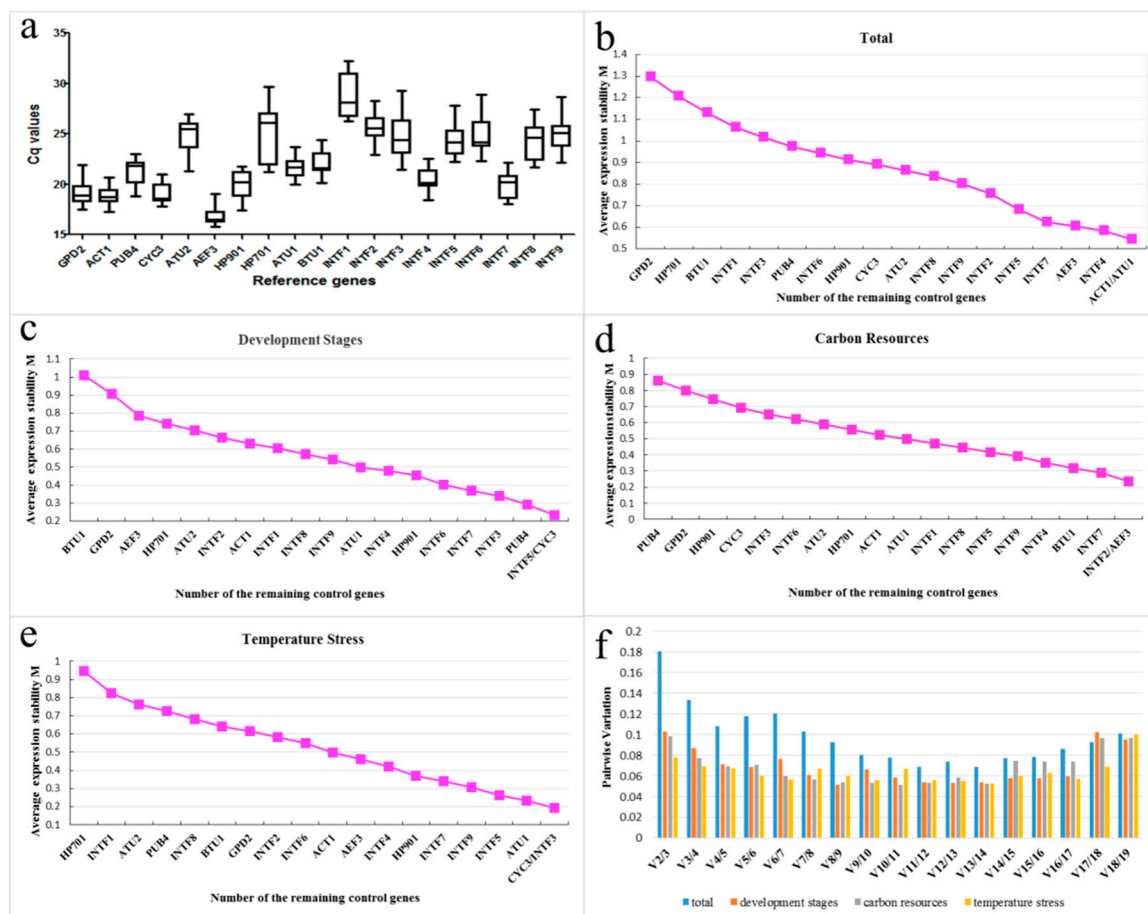 a
35
30
25
20
15
Cq values
GPD2 ACT1 PUB4 CYC3 ATU2 AEF3 HP901 HP701 ATU1 BTU1 INTF1 INTF2 INTF3 INTF4 INTF5 INTF6 INTF7 INTF8 INTF9
Reference genes
b
Total
1.4
1.3
1.2
1.1
1
0.9
0.8
0.7
0.6
0.5
Average expression stability M
GPD2 HP701 BTU1 INTF1 INTF3 PUB4 INTF6 HP901 CYC3 ATU2 INTF8 INTF9 INTF2 INTF5 INTF7 AEF3 INTF4 ACT1/ATU1
Number of the remaining control genes
c
Development Stages
1.1
1
0.9
0.8
0.7
0.6
0.5
0.4
0.3
0.2
Average expression stability M
BTU1 GPD2 AEF3 HP701 ATU2 INTF2 ACT1 INTF1 INTF8 INTF9 ATU1 INTF4 HP901 INTF6 INTF7 INTF3 PUB4 INTF5/CYC3
Number of the remaining control genes
d
Carbon Resources
1
0.9
0.8
0.7
0.6
0.5
0.4
0.3
0.2
0.1
0
Average expression stability M
PUB4 GPD2 HP901 CYC3 INTF3 INTF6 ATU2 HP701 ACT1 ATU1 INTF1 INTF8 INTF5 INTF9 INTF4 BTU1 INTF7 INTF2/AEF3
Number of the remaining control genes
e
Temperature Stress
1
0.9
0.8
0.7
0.6
0.5
0.4
0.3
0.2
0.1
Average expression stability M
HP701 INTF1 ATU2 PUB4 INTF8 BTU1 GPD2 INTF2 INTF6 ACT1 AEF3 INTF4 HP901 INTF7 INTF9 INTF5 ATU1 CYC3/INTF3
Number of the remaining control genes
f
0.2
0.18
0.16
0.14
0.12
0.1
0.08
0.06
0.04
0.02
0
Pairwise Variation
V2/3 V3/4 V4/5 V5/6 V6/7 V7/8 V8/9 V9/10 V10/11 V11/12 V12/13 V13/14 V14/15 V15/16 V16/17 V17/18 V18/19
total development stages carbon resources temperature stress